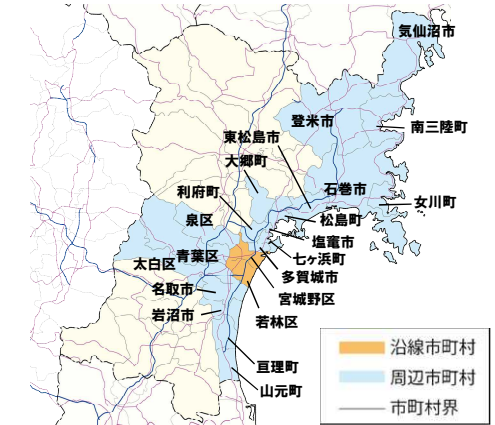 気仙沼市
登米市
南三陸町
東松島市
大郷町
石巻市
利府町
女川町
泉区
松島町
塩竈市
青葉区
七ヶ浜町
太白区
多賀城市
名取市
宮城野区
岩沼市
若林区
亘理町
山元町
沿線市町村
周辺市町村
市町村界